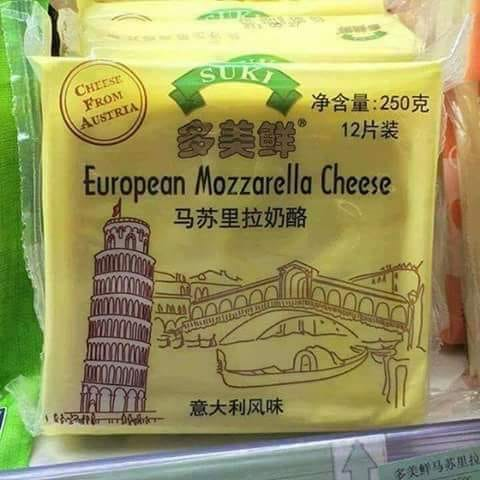 SUKI
CHEESE
FROM
AUSTRIA
净含量:250克
12片装
多美鲜®
European Mozzarella Cheese
马苏里拉奶酪
意大利风味
多美鲜马苏里拉